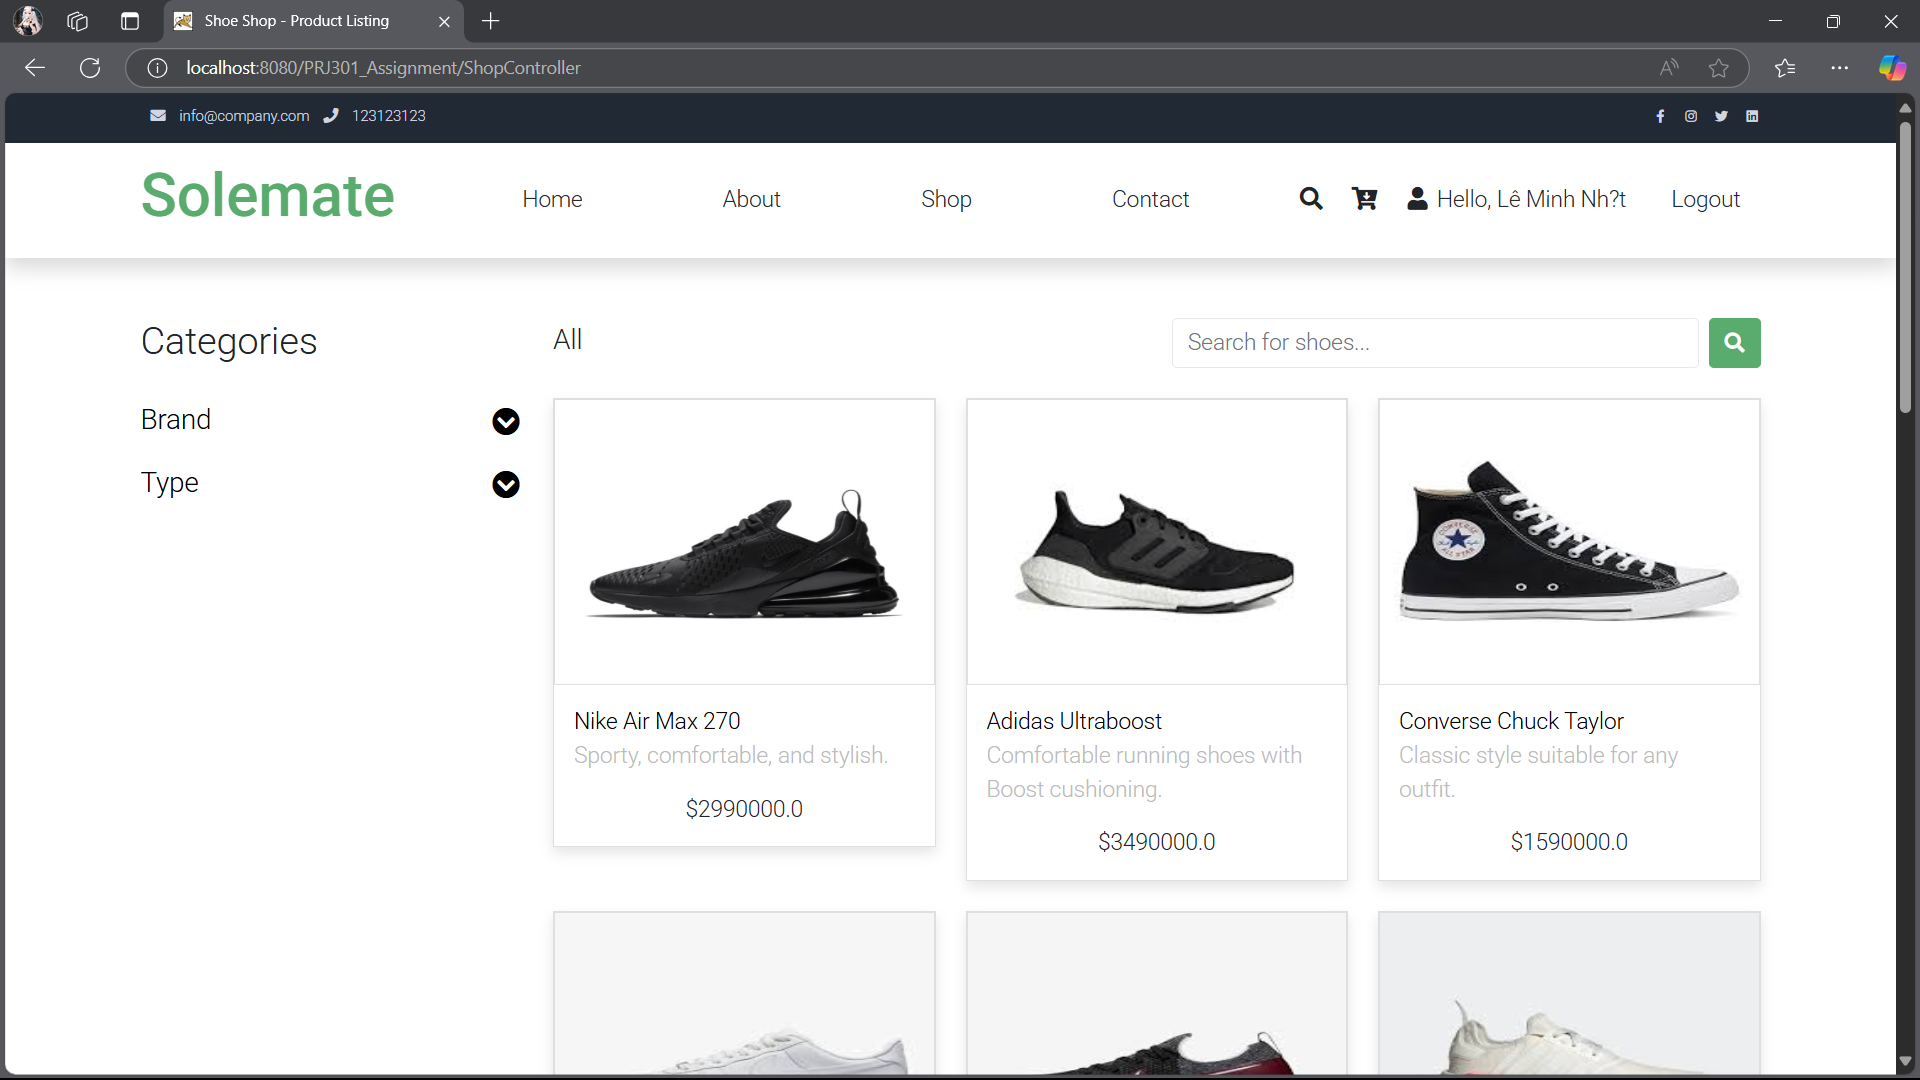 Shoe Shop - Product Listing
localhost:8080/PRJ301_Assignment/ShopController
info@company.com 123123123
Solemate Home About Shop Contact Hello, Lê Minh Nh?t Logout
Categories
Brand
Type
All
Search for shoes...
Nike Air Max 270
Sporty, comfortable, and stylish.
$2990000.0
Adidas Ultraboost
Comfortable running shoes with
Boost cushioning.
$3490000.0
CONVERSE
ALL STAR
Converse Chuck Taylor
Classic style suitable for any
outfit.
$1590000.0